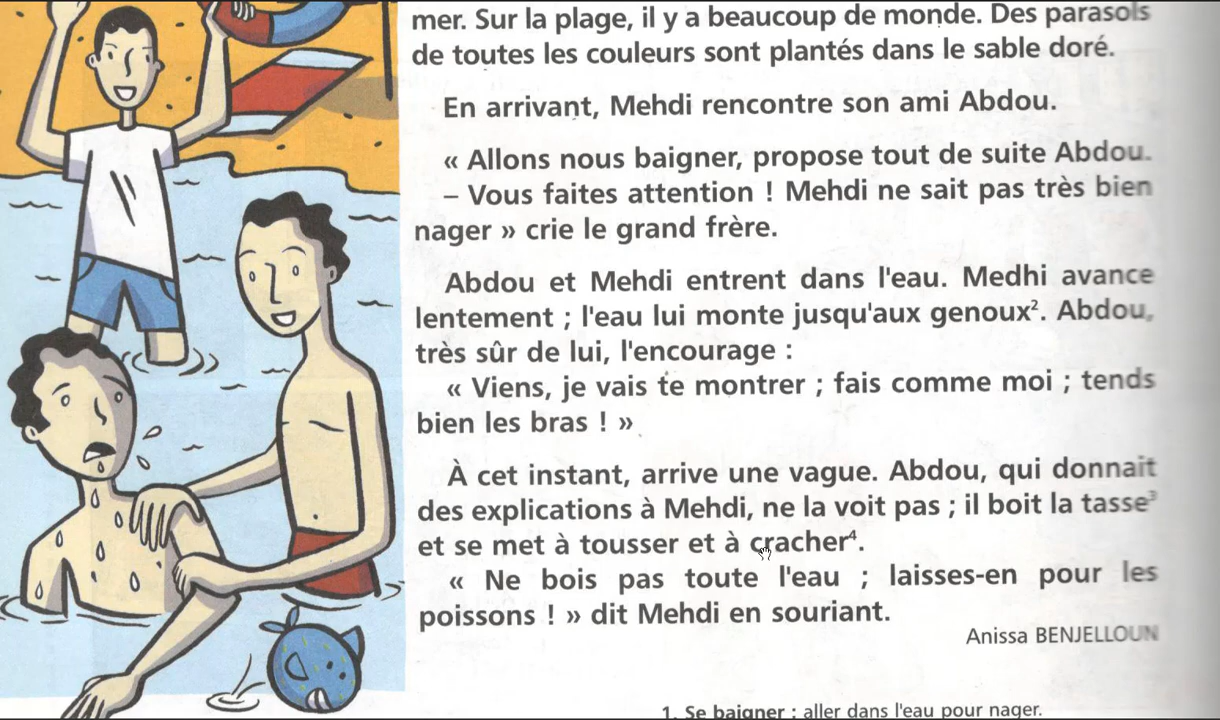 mer. Sur la plage, il y a beaucoup de monde. Des parasols
de toutes les couleurs sont plantés dans le sable doré.
En arrivant, Mehdi rencontre son ami Abdou.
« Allons nous baigner, propose tout de suite Abdou.
– Vous faites attention ! Mehdi ne sait pas très bien
nager » crie le grand frère.
Abdou et Mehdi entrent dans l'eau. Medhi avance
lentement ; l'eau lui monte jusqu'aux genoux². Abdou,
très sûr de lui, l'encourage :
« Viens, je vais te montrer ; fais comme moi ; tends
bien les bras ! »
À cet instant, arrive une vague. Abdou, qui donnait
des explications à Mehdi, ne la voit pas ; il boit la tasse³
et se met à tousser et à cracher⁴.
« Ne bois pas toute l'eau ; laisses-en pour les
poissons ! » dit Mehdi en souriant.
Anissa BENJELLOUN
1. Se baigner : aller dans l'eau pour nager.